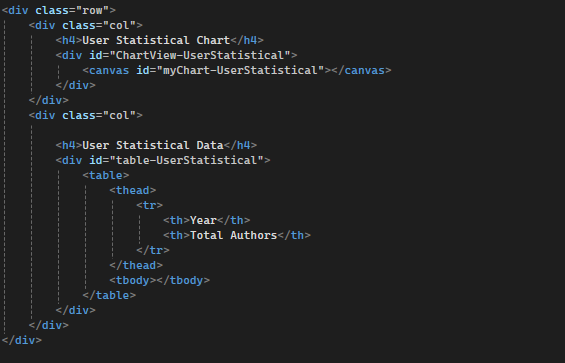 <div class="row">
    <div class="col">
        <h4>User Statistical Chart</h4>
        <div id="ChartView-UserStatistical">
            <canvas id="myChart-UserStatistical"></canvas>
        </div>
    </div>
    <div class="col">

        <h4>User Statistical Data</h4>
        <div id="table-UserStatistical">
            <table>
                <thead>
                    <tr>
                        <th>Year</th>
                        <th>Total Authors</th>
                    </tr>
                </thead>
                <tbody></tbody>
            </table>
        </div>
    </div>
</div>